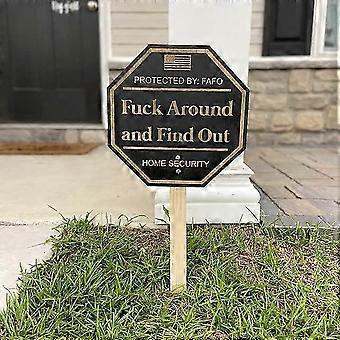 PROTECTED BY: FAFO
Fuck Around
and Find Out
HOME SECURITY